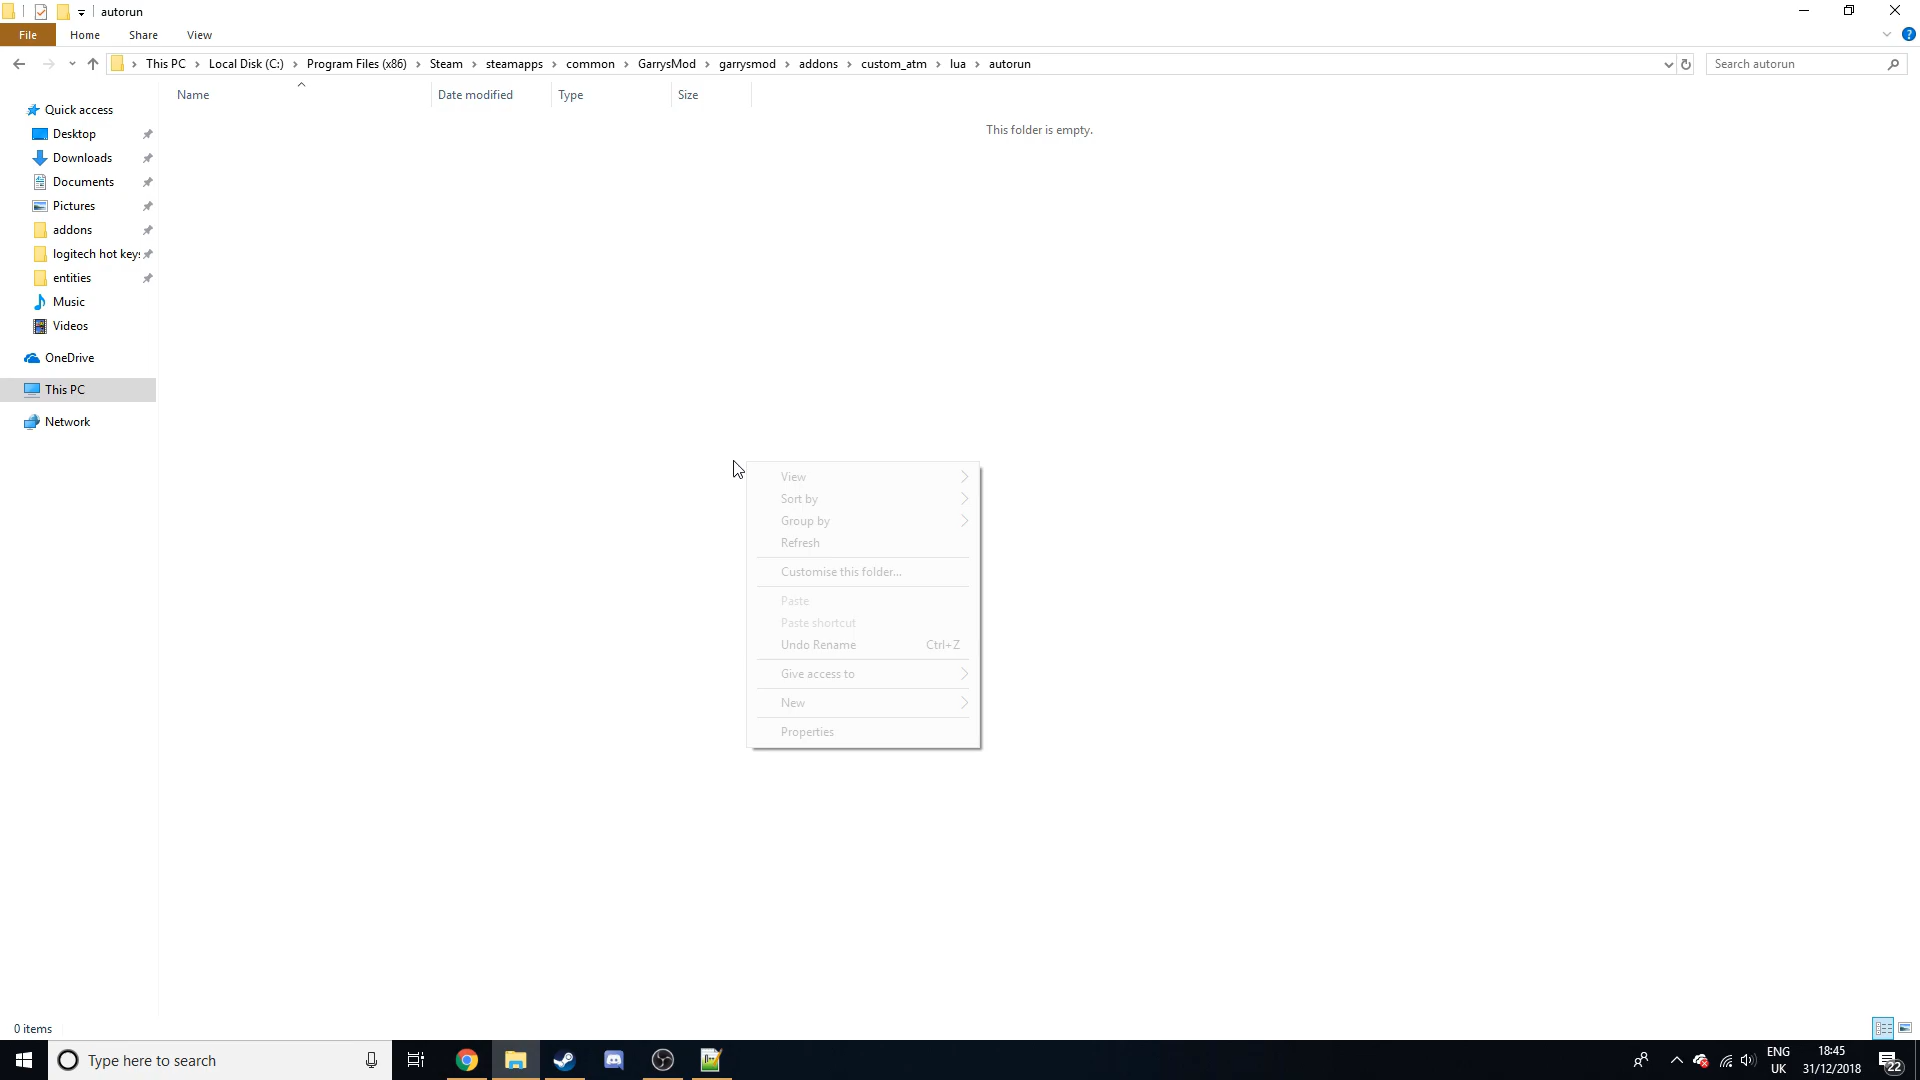 autorun
File Home Share View
This PC Local Disk (C:) Program Files (x86) Steam steamapps common GarrysMod garrysmod addons custom_atm lua autorun
Search autorun
Name Date modified Type Size
This folder is empty.
Quick access
Desktop
Downloads
Documents
Pictures
addons
logitech hot key
entities
Music
Videos
OneDrive
This PC
Network
View
Sort by
Group by
Refresh
Customise this folder...
Paste
Paste shortcut
Undo Rename Ctrl+Z
Give access to
New
Properties
0 items
Type here to search
ENG
UK
18:45
31/12/2018
22